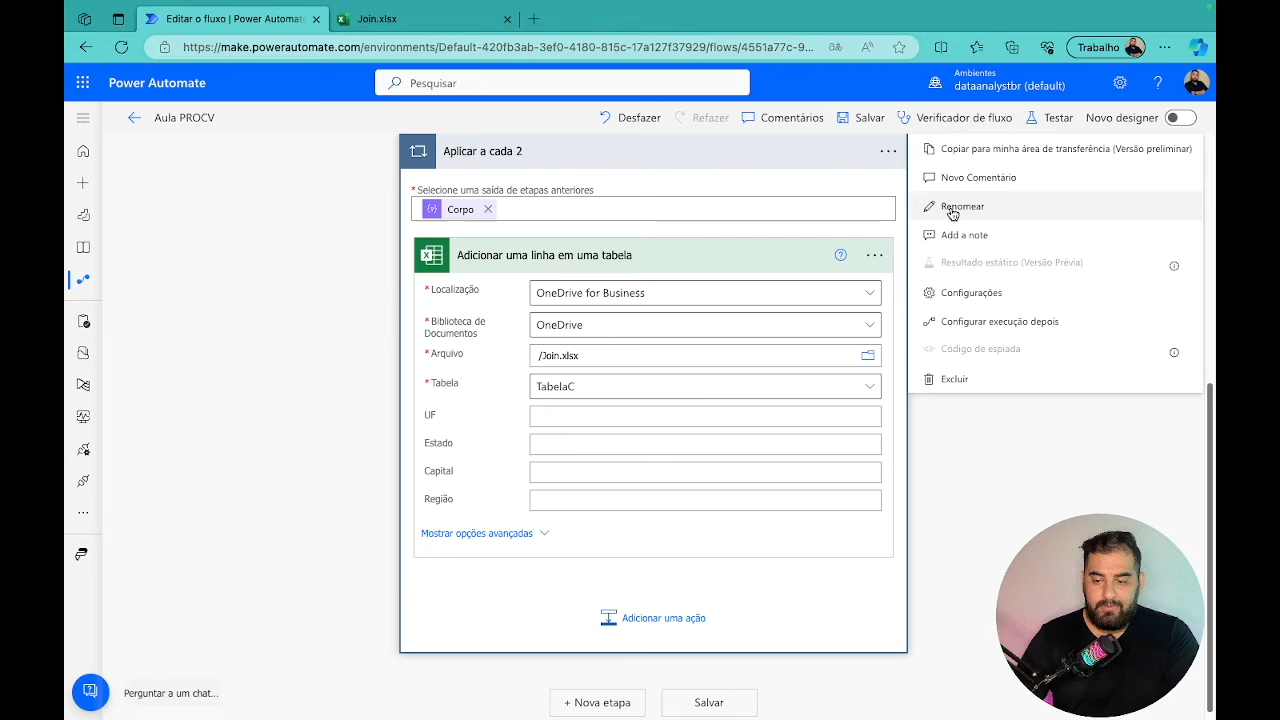 Editar o fluxo | Power Automate
Join.xlsx
https://make.powerautomate.com/environments/Default-420fb3ab-3ef0-4180-815c-17a127f37929/flows/4551a77c-9...
Trabalho
Power Automate
Pesquisar
Ambientes
dataanalystbr (default)
Aula PROCV
Desfazer
Refazer
Comentários
Salvar
Verificador de fluxo
Testar
Novo designer
Aplicar a cada 2
* Selecione uma saída de etapas anteriores
Corpo
Adicionar uma linha em uma tabela
* Localização
OneDrive for Business
* Biblioteca de
Documentos
OneDrive
* Arquivo
/Join.xlsx
* Tabela
TabelaC
UF
Estado
Capital
Região
Mostrar opções avançadas
Adicionar uma ação
+ Nova etapa
Salvar
Copiar para minha área de transferência (Versão preliminar)
Novo Comentário
Renomear
Add a note
Resultado estático (Versão Prévia)
Configurações
Configurar execução depois
Código de espiada
Excluir
Perguntar a um chat...